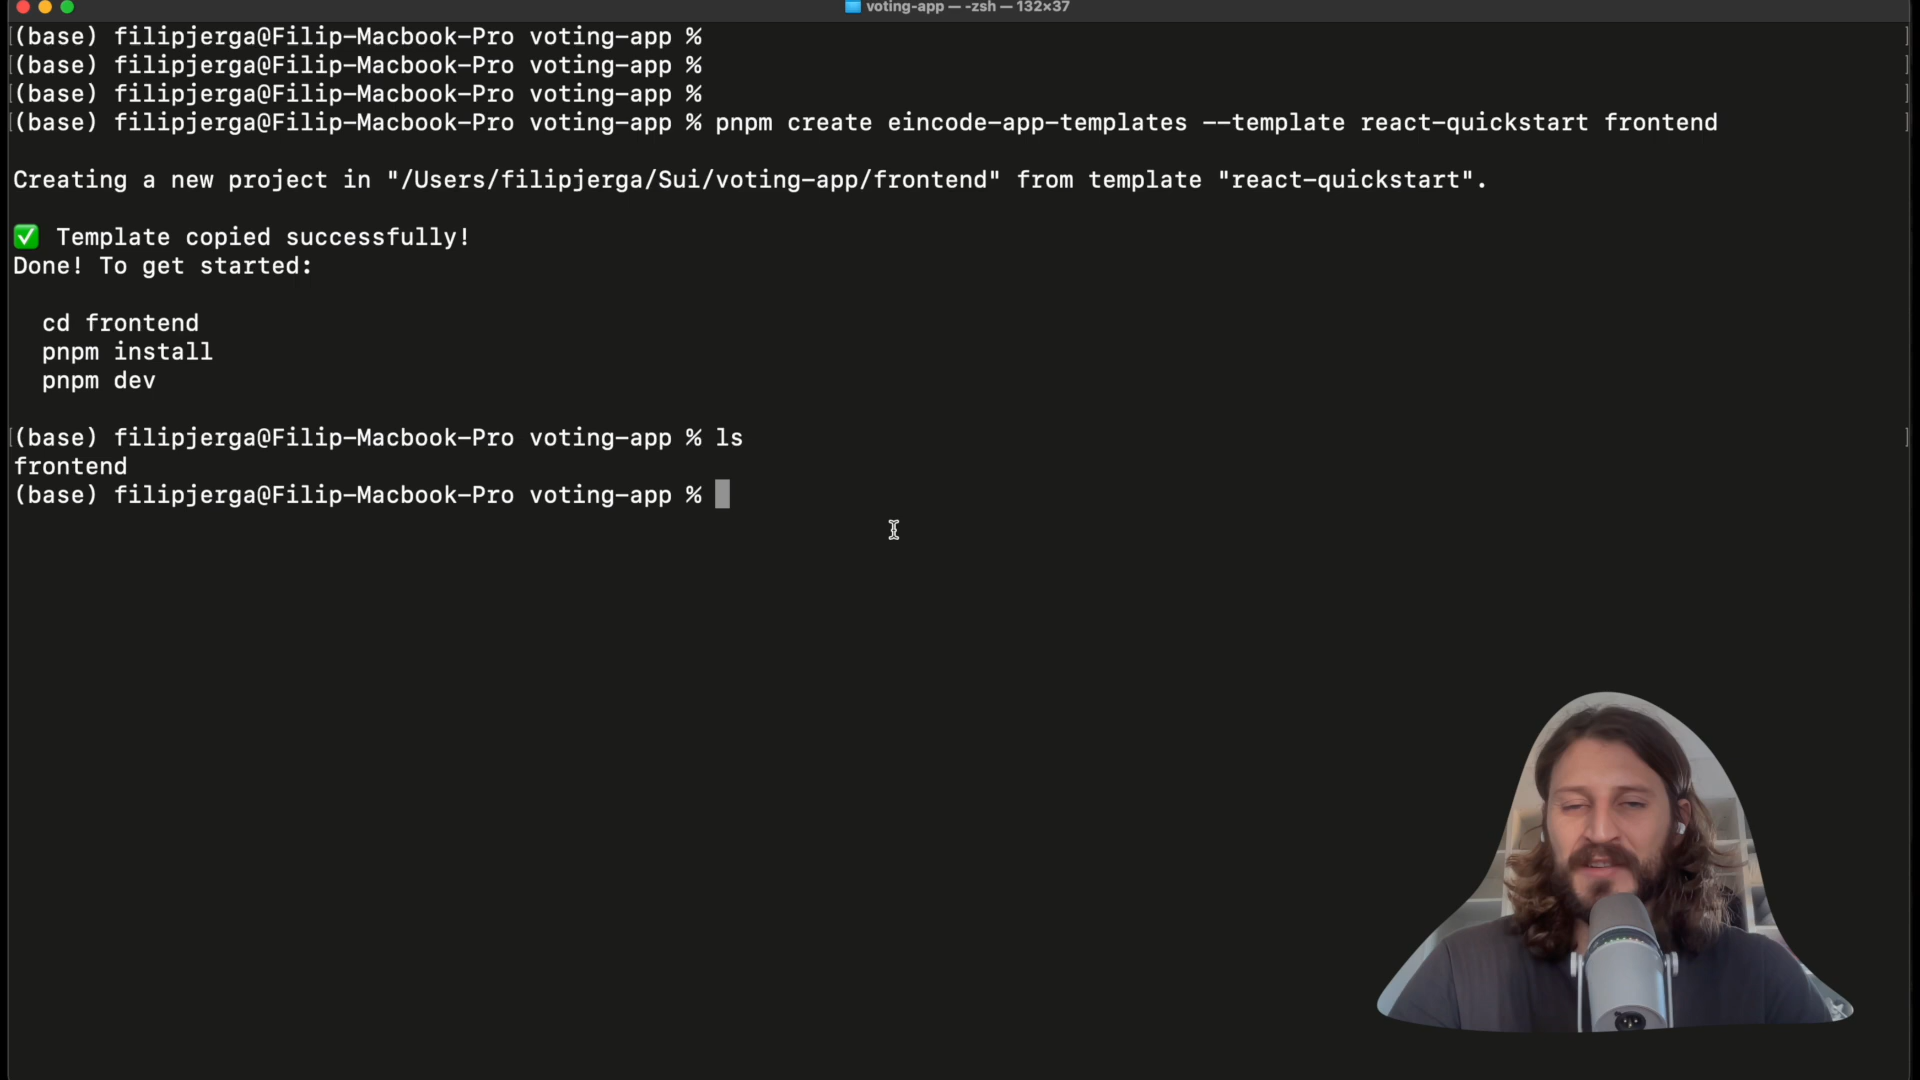 voting-app — -zsh — 132×37
[(base) filipjerga@Filip-Macbook-Pro voting-app % ]
[(base) filipjerga@Filip-Macbook-Pro voting-app % ]
[(base) filipjerga@Filip-Macbook-Pro voting-app % ]
[(base) filipjerga@Filip-Macbook-Pro voting-app % pnpm create eincode-app-templates --template react-quickstart frontend ]
Creating a new project in "/Users/filipjerga/Sui/voting-app/frontend" from template "react-quickstart".
✅ Template copied successfully!
Done! To get started:
cd frontend
pnpm install
pnpm dev
[(base) filipjerga@Filip-Macbook-Pro voting-app % ls ]
frontend
(base) filipjerga@Filip-Macbook-Pro voting-app %